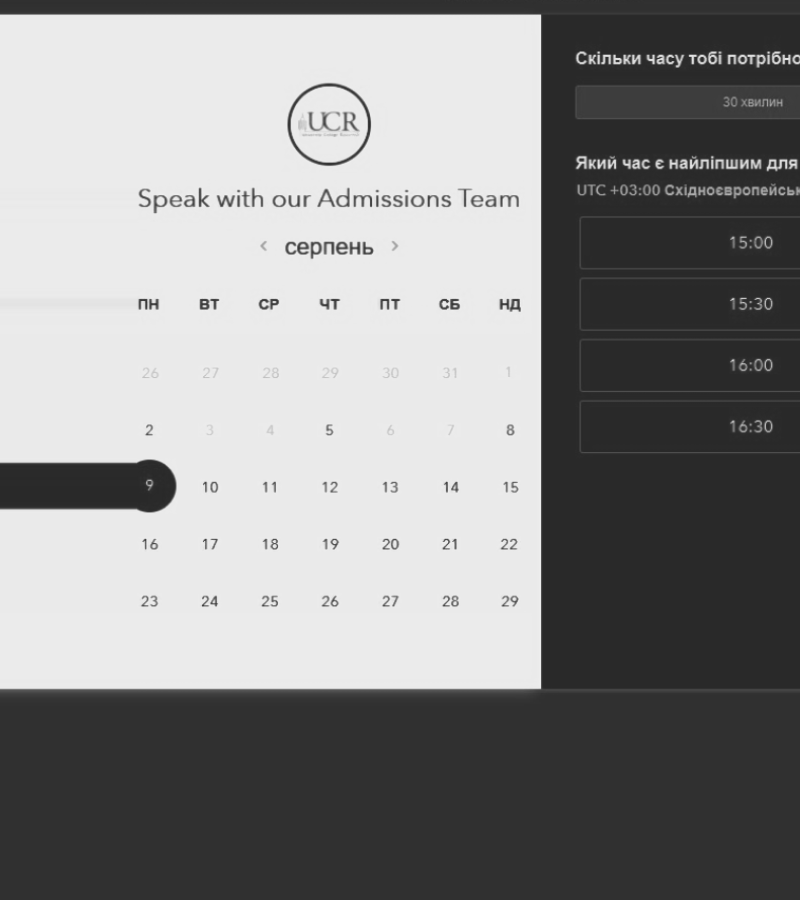 UCR
Speak with our Admissions Team
‹ серпень ›
ПН ВТ СР ЧТ ПТ СБ НД
26 27 28 29 30 31 1
2 3 4 5 6 7 8
9 10 11 12 13 14 15
16 17 18 19 20 21 22
23 24 25 26 27 28 29
Скільки часу тобі потрібно
30 хвилин
Який час є найліпшим для
UTC +03:00
15:00
15:30
16:00
16:30